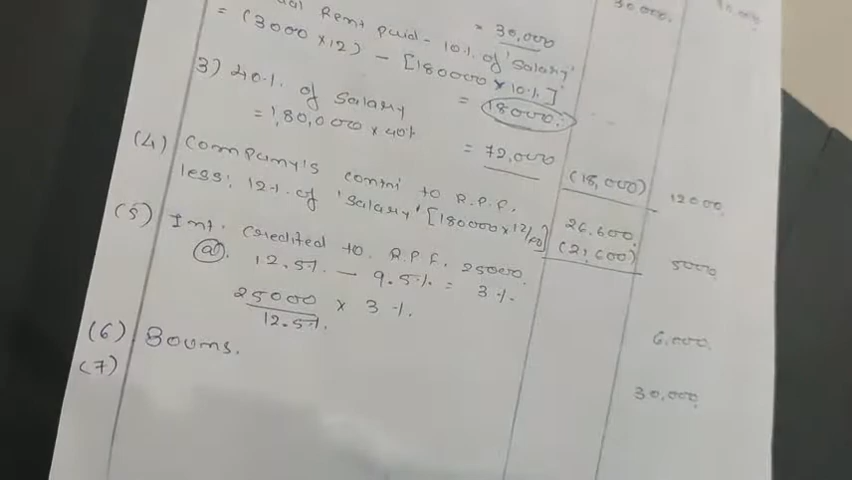 Rent paid - 10% of 'Salary' 30,000.
= 30,000
= (3000 x 12) - [180000 x 10%]
= 18000.
3) 40% of Salary
= 1,80,000 x 40%
= 72,000
(18,000) 12000.
(4) Company's contri to R.P.F. 26,600.
less: 12% of 'Salary' [180000 x 12/100] (21,600) 5000.
(5) Int. Credited to R.P.F. 25000.
@ 12.5% - 9.5% = 3%.
25000 x 3%. 6,000.
12.5%.
(6) Bouns. 30,000.
(7)